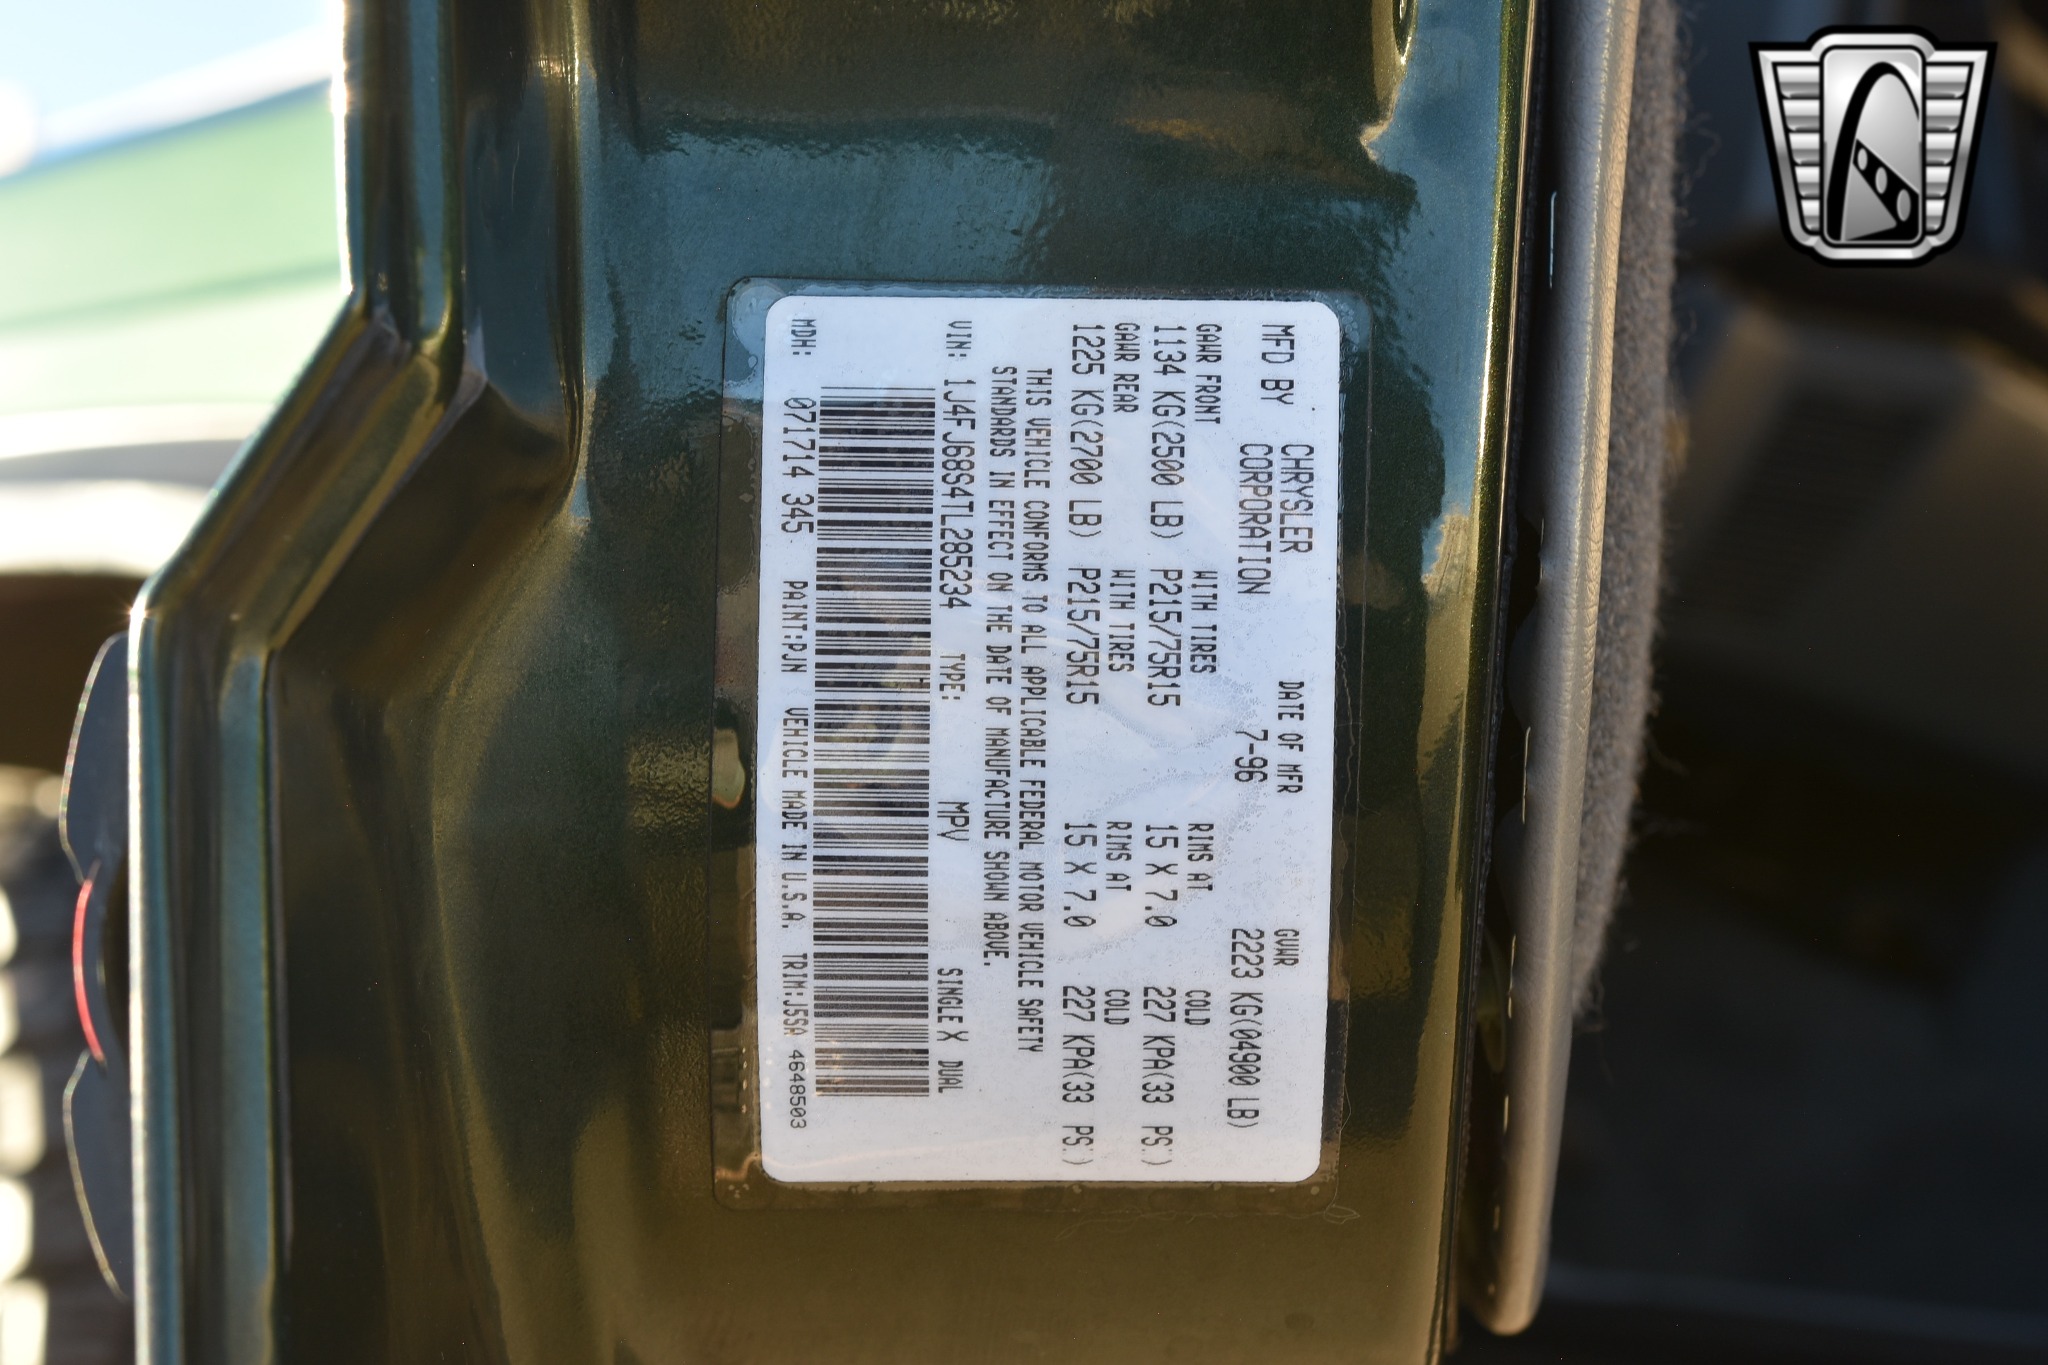 MFD BY CHRYSLER CORPORATION DATE OF MFR 7-96 GVWR 2223 KG(04900 LB)
GAWR FRONT WITH TIRES RIMS AT COLD
1134 KG(2500 LB) P215/75R15 15 X 7.0 227 KPA(33 PSI)
GAWR REAR WITH TIRES RIMS AT COLD
1225 KG(2700 LB) P215/75R15 15 X 7.0 227 KPA(33 PSI)
THIS VEHICLE CONFORMS TO ALL APPLICABLE FEDERAL MOTOR VEHICLE SAFETY
STANDARDS IN EFFECT ON THE DATE OF MANUFACTURE SHOWN ABOVE.
VIN: 1J4FJ68S4TL285234 TYPE: MPV SINGLE X DUAL
MDH: 071714 345 PAINT:PJN VEHICLE MADE IN U.S.A. TRIM:J5SA 4648503